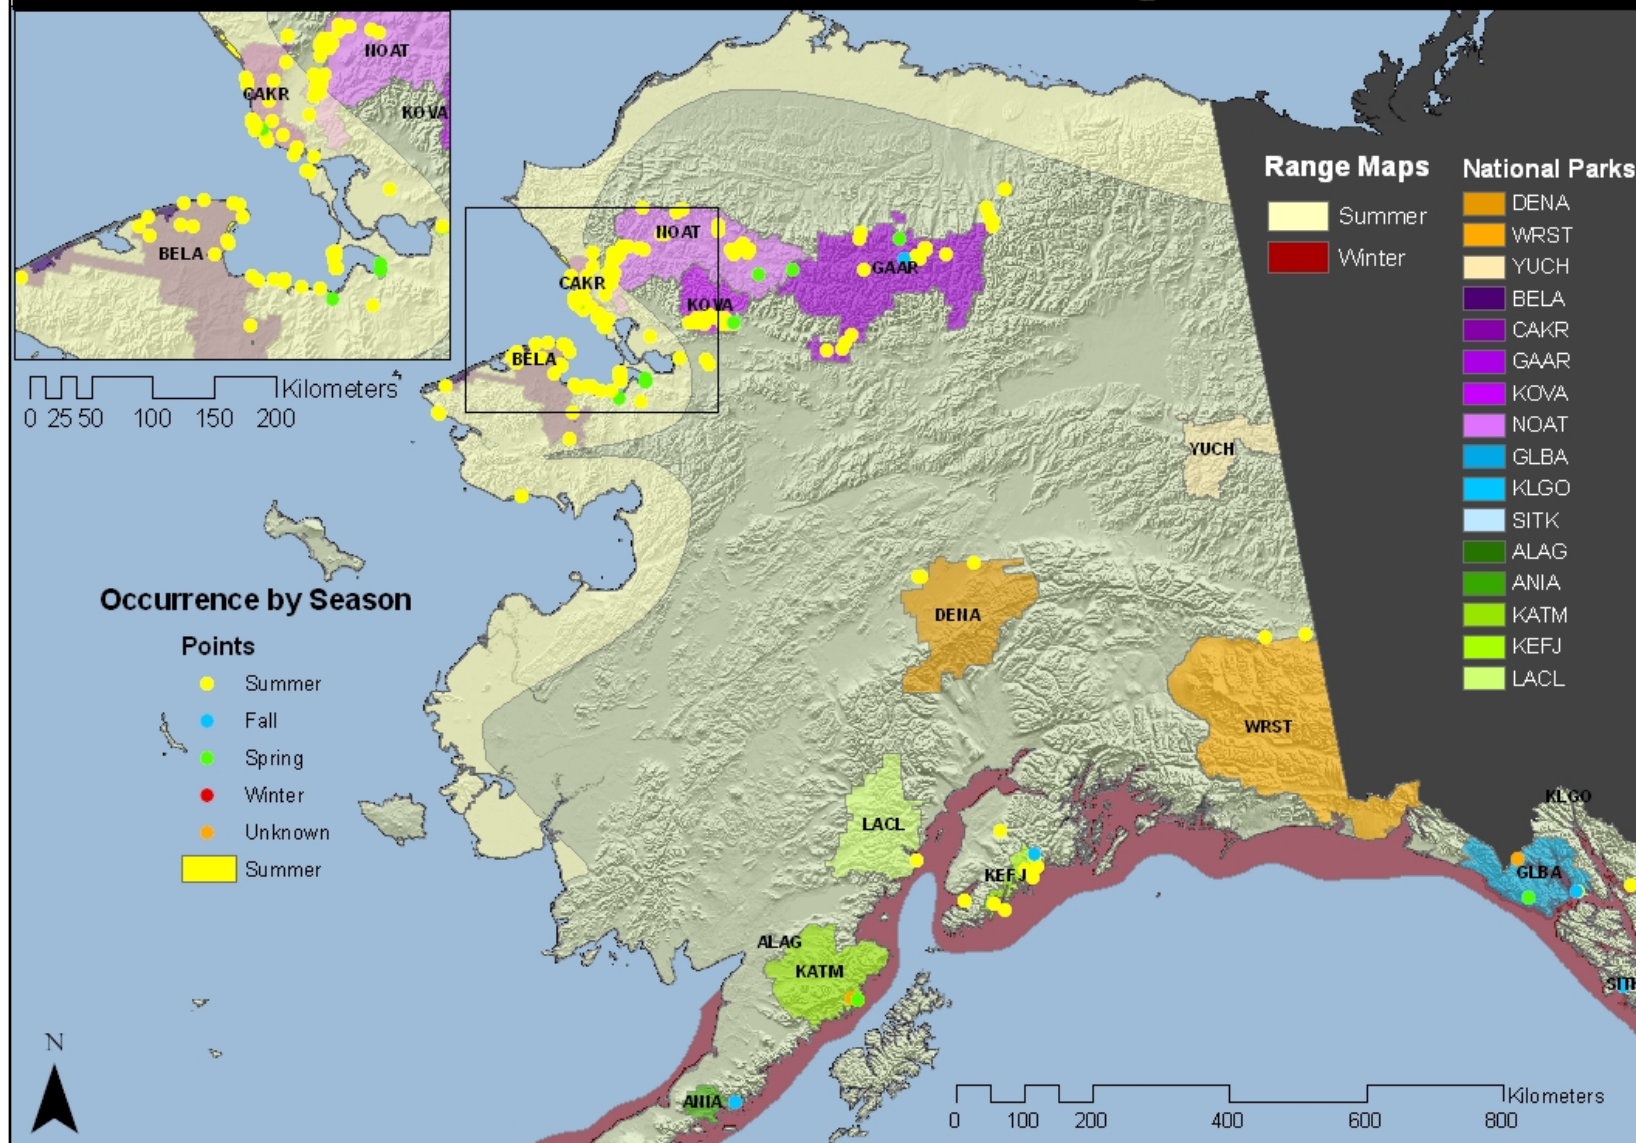 NOAT
CAKR
KOVA
BELA
Kilometers
0 25 50 100 150 200
NOAT
GAAR
CAKR
KOVA
BELA
YUCH
DENA
WRST
LACL
KEFJ
ALAG
KATM
ANIA
KLGO
GLBA
Range Maps
Summer
Winter
National Parks
DENA
WRST
YUCH
BELA
CAKR
GAAR
KOVA
NOAT
GLBA
KLGO
SITK
ALAG
ANIA
KATM
KEFJ
LACL
Occurrence by Season
Points
Summer
Fall
Spring
Winter
Unknown
Summer
N
Kilometers
0 100 200 400 600 800